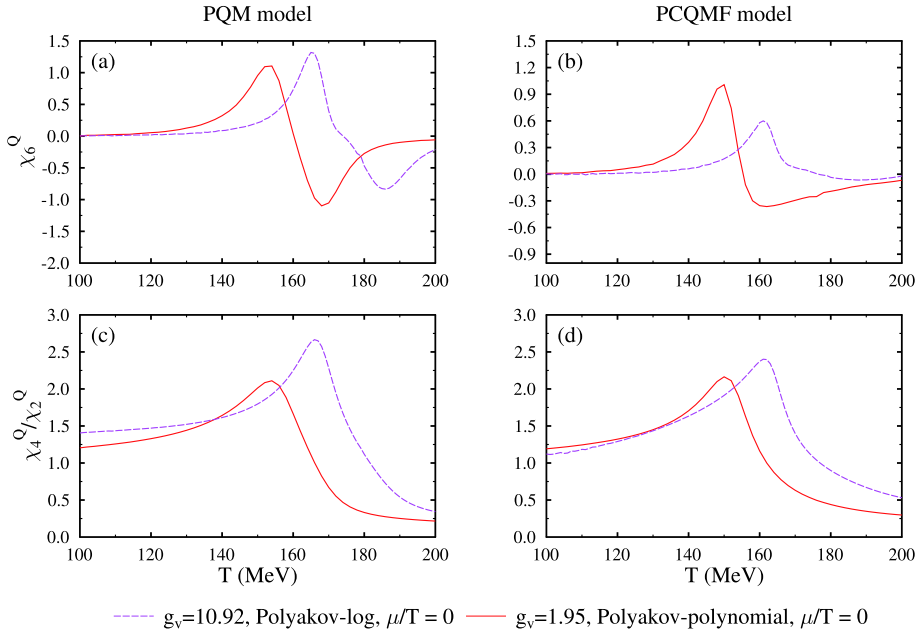 PQM model
PCQMF model
(a)
1.5
1.0
0.5
0.0
-0.5
-1.0
-1.5
-2.0
χ₆^Q
100 120 140 160 180 200
(b)
1.5
1.2
0.9
0.6
0.3
0.0
-0.3
-0.6
-0.9
100 120 140 160 180 200
(c)
3.0
2.5
2.0
1.5
1.0
0.5
0.0
χ₄^Q/χ₂^Q
100 120 140 160 180 200
T (MeV)
(d)
3.0
2.5
2.0
1.5
1.0
0.5
0.0
100 120 140 160 180 200
T (MeV)
g_v=10.92, Polyakov-log, μ/T = 0
g_v=1.95, Polyakov-polynomial, μ/T = 0